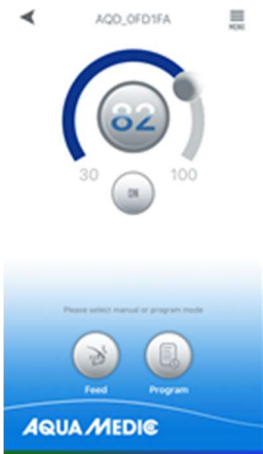 AQD_0FD1FA
MENU
82
30
100
ON
Please select manual or program mode
Feed
Program
AQUA MEDIC